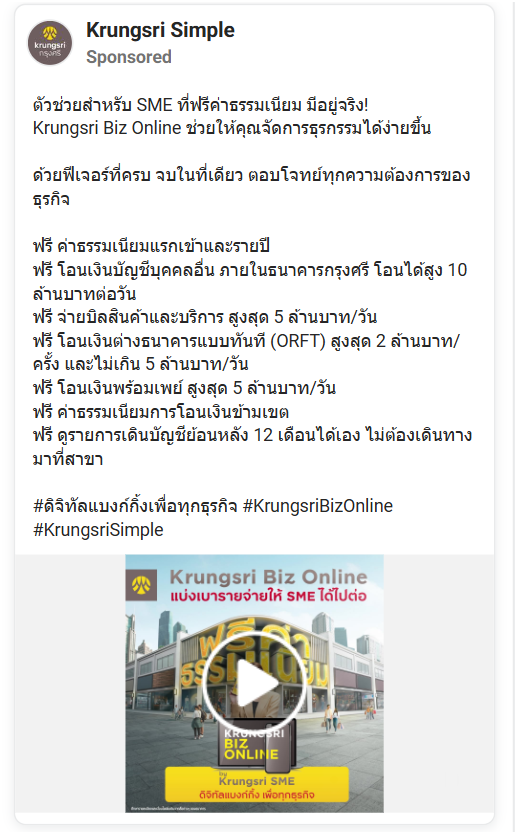 krungsri
กรุงศรี
Krungsri Simple
Sponsored
ตัวช่วยสำหรับ SME ที่ฟรีค่าธรรมเนียม มีอยู่จริง!
Krungsri Biz Online ช่วยให้คุณจัดการธุรกรรมได้ง่ายขึ้น
ด้วยฟีเจอร์ที่ครบ จบในที่เดียว ตอบโจทย์ทุกความต้องการของ
ธุรกิจ
ฟรี ค่าธรรมเนียมแรกเข้าและรายปี
ฟรี โอนเงินบัญชีบุคคลอื่น ภายในธนาคารกรุงศรี โอนได้สูง 10
ล้านบาทต่อวัน
ฟรี จ่ายบิลสินค้าและบริการ สูงสุด 5 ล้านบาท/วัน
ฟรี โอนเงินต่างธนาคารแบบทันที (ORFT) สูงสุด 2 ล้านบาท/
ครั้ง และไม่เกิน 5 ล้านบาท/วัน
ฟรี โอนเงินพร้อมเพย์ สูงสุด 5 ล้านบาท/วัน
ฟรี ค่าธรรมเนียมการโอนเงินข้ามเขต
ฟรี ดูรายการเดินบัญชีย้อนหลัง 12 เดือนได้เอง ไม่ต้องเดินทาง
มาที่สาขา
#ดิจิทัลแบงก์กิ้งเพื่อทุกธุรกิจ #KrungsriBizOnline
#KrungsriSimple
Krungsri Biz Online
แบ่งเบารายจ่ายให้ SME ได้ไปต่อ
ฟรีค่า
ธรรมเนียม
KRUNGSRI
BIZ
ONLINE
by
Krungsri SME
ดิจิทัลแบงก์กิ้ง เพื่อทุกธุรกิจ